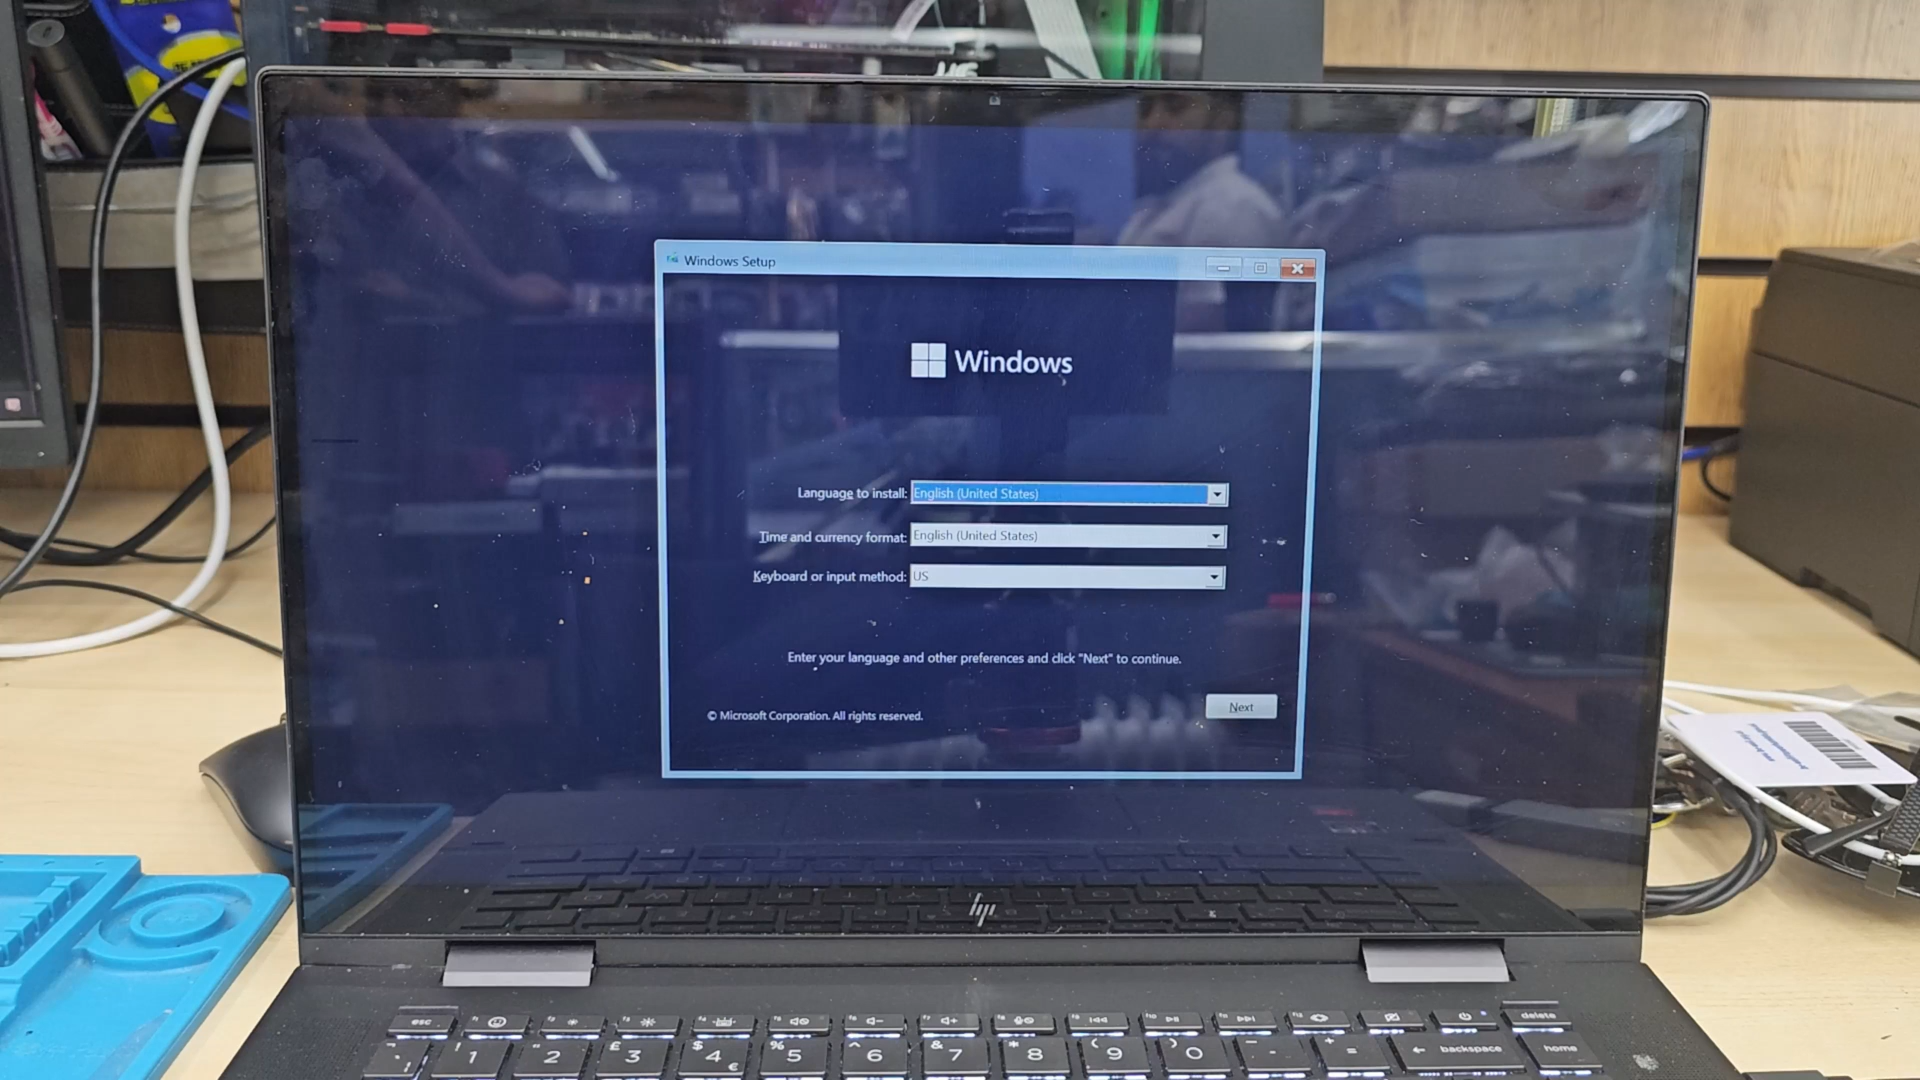 Windows Setup
Windows
Language to install: English (United States)
Time and currency format: English (United States)
Keyboard or input method: US
Enter your language and other preferences and click "Next" to continue.
© Microsoft Corporation. All rights reserved.
Next
hp
esc delete
! 1 " 2 £ 3 $ 4 € % 5 ^ 6 & 7 * 8 ( 9 ) 0 - + = backspace home